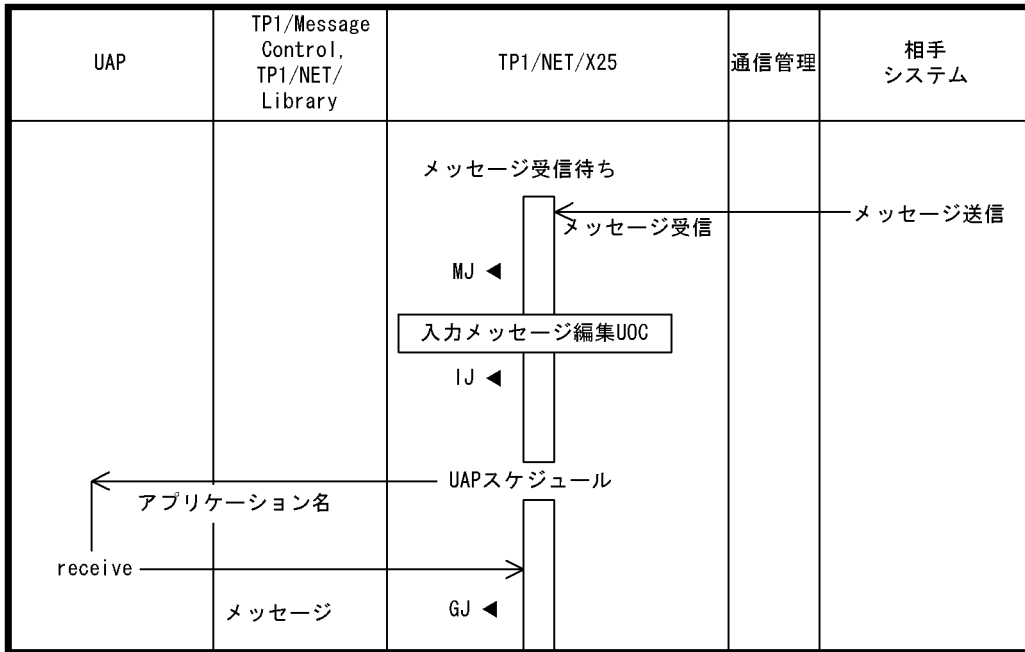 UAP
TP1/Message
Control,
TP1/NET/
Library
TP1/NET/X25
通信管理
相手
システム
メッセージ受信待ち
メッセージ送信
メッセージ受信
MJ
入力メッセージ編集UOC
IJ
UAPスケジュール
アプリケーション名
receive
メッセージ
GJ